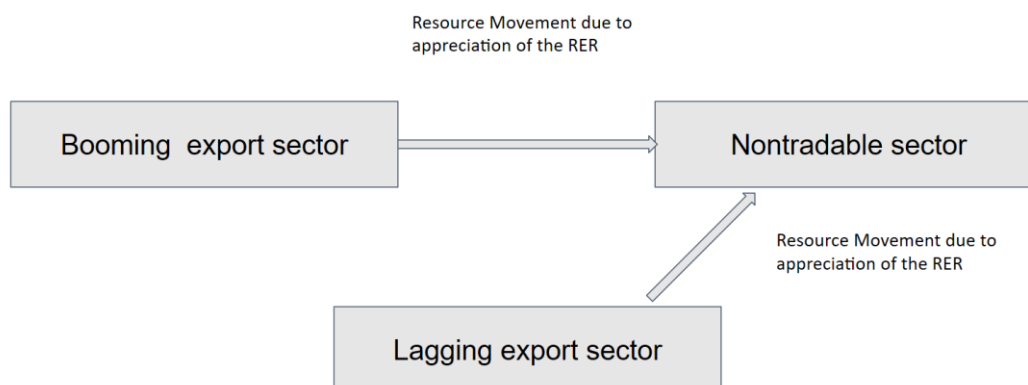 Resource Movement due to
appreciation of the RER
Booming export sector
Nontradable sector
Resource Movement due to
appreciation of the RER
Lagging export sector